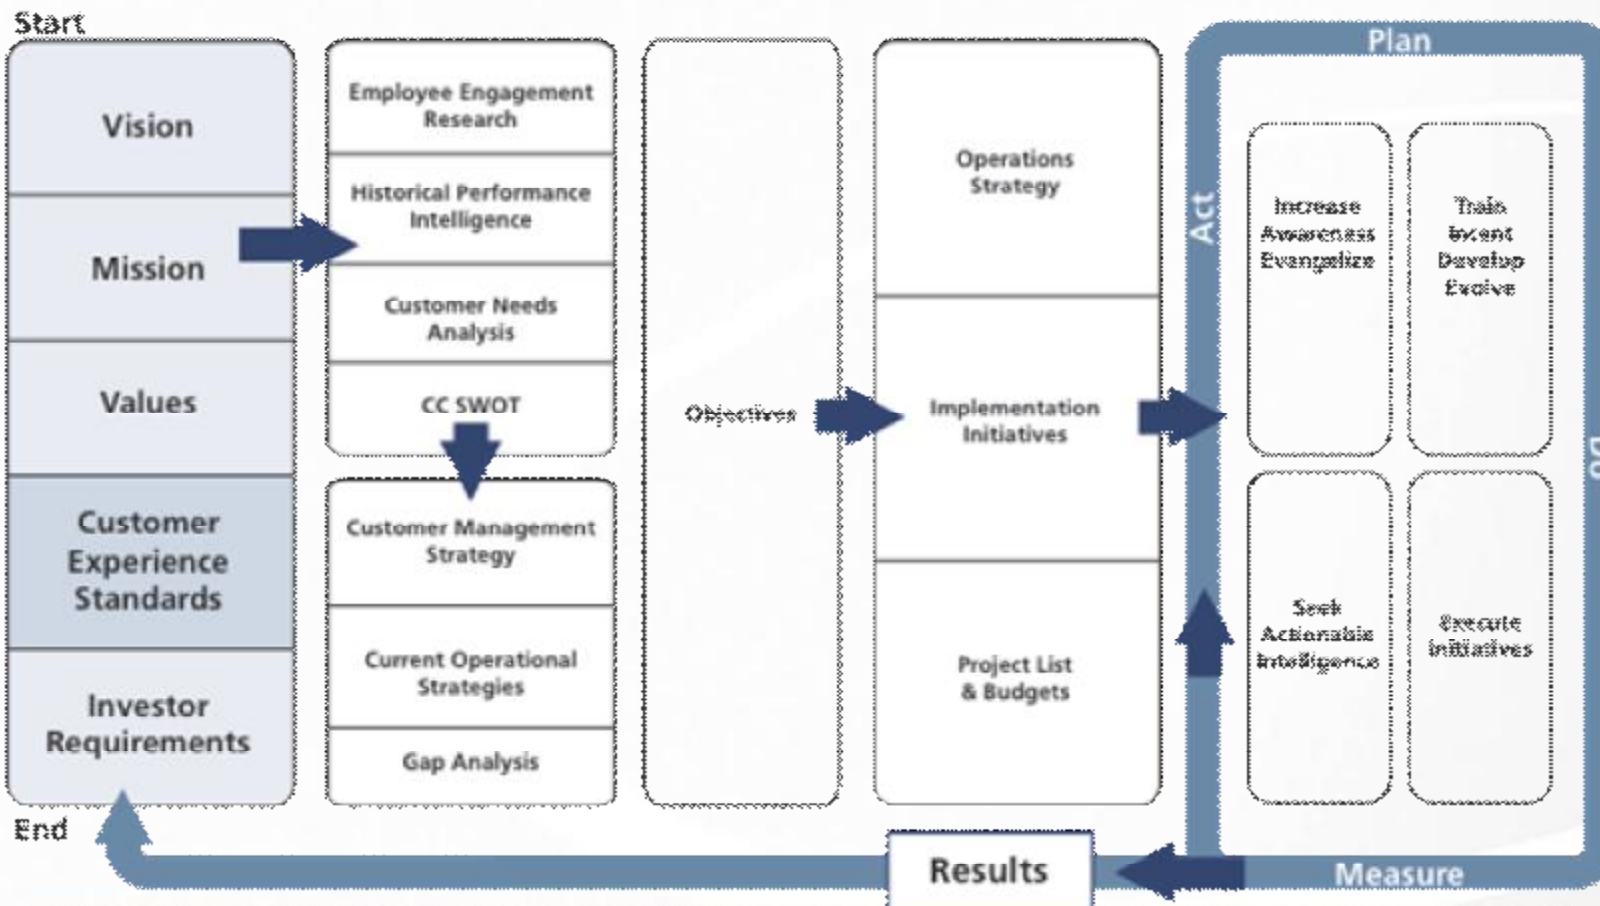 Start
Vision
Mission
Values
Customer
Experience
Standards
Investor
Requirements
End
Employee Engagement
Research
Historical Performance
Intelligence
Customer Needs
Analysis
CC SWOT
Customer Management
Strategy
Current Operational
Strategies
Gap Analysis
Objectives
Operations
Strategy
Implementation
Initiatives
Project List
& Budgets
Plan
Act
Increase
Awareness
Evangelize
Train
Incent
Develop
Evolve
Do
Seek
Actionable
Intelligence
Execute
Initiatives
Results
Measure